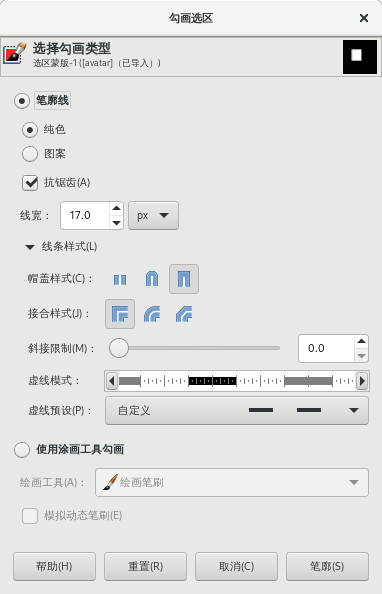 勾画选区
选择勾画类型
选区蒙版-1 ([avatar]（已导入）)
笔廓线
纯色
图案
抗锯齿(A)
线宽： 17.0 px
线条样式(L)
帽盖样式(C)：
接合样式(J)：
斜接限制(M)： 0.0
虚线模式：
虚线预设(P)： 自定义
使用涂画工具勾画
绘画工具(A)： 绘画笔刷
模拟动态笔刷(E)
帮助(H) 重置(R) 取消(C) 笔廓(S)